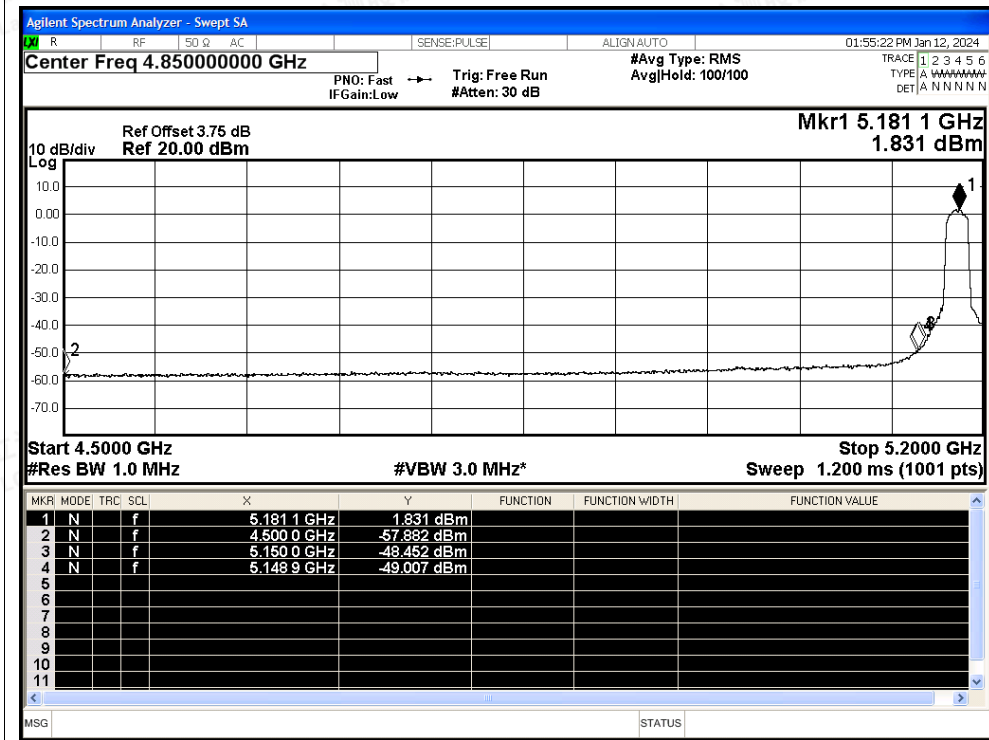 Agilent Spectrum Analyzer - Swept SA
LXI R RF 50 Ω AC SENSE:PULSE ALIGN AUTO 01:55:22 PM Jan 12, 2024
Center Freq 4.850000000 GHz
PNO: Fast
IFGain:Low
Trig: Free Run
#Atten: 30 dB
#Avg Type: RMS
Avg|Hold: 100/100
TRACE 1 2 3 4 5 6
TYPE A WWWWW
DET A N N N N N
Mkr1 5.181 1 GHz
1.831 dBm
Ref Offset 3.75 dB
10 dB/div Ref 20.00 dBm
Log
10.0
0.00
-10.0
-20.0
-30.0
-40.0
-50.0
-60.0
-70.0
1
2
Start 4.5000 GHz Stop 5.2000 GHz
#Res BW 1.0 MHz #VBW 3.0 MHz* Sweep 1.200 ms (1001 pts)
MKR MODE TRC SCL X Y FUNCTION FUNCTION WIDTH FUNCTION VALUE
1 N f 5.181 1 GHz 1.831 dBm
2 N f 4.500 0 GHz -57.882 dBm
3 N f 5.150 0 GHz -48.452 dBm
4 N f 5.148 9 GHz -49.007 dBm
5
6
7
8
9
10
11
MSG STATUS